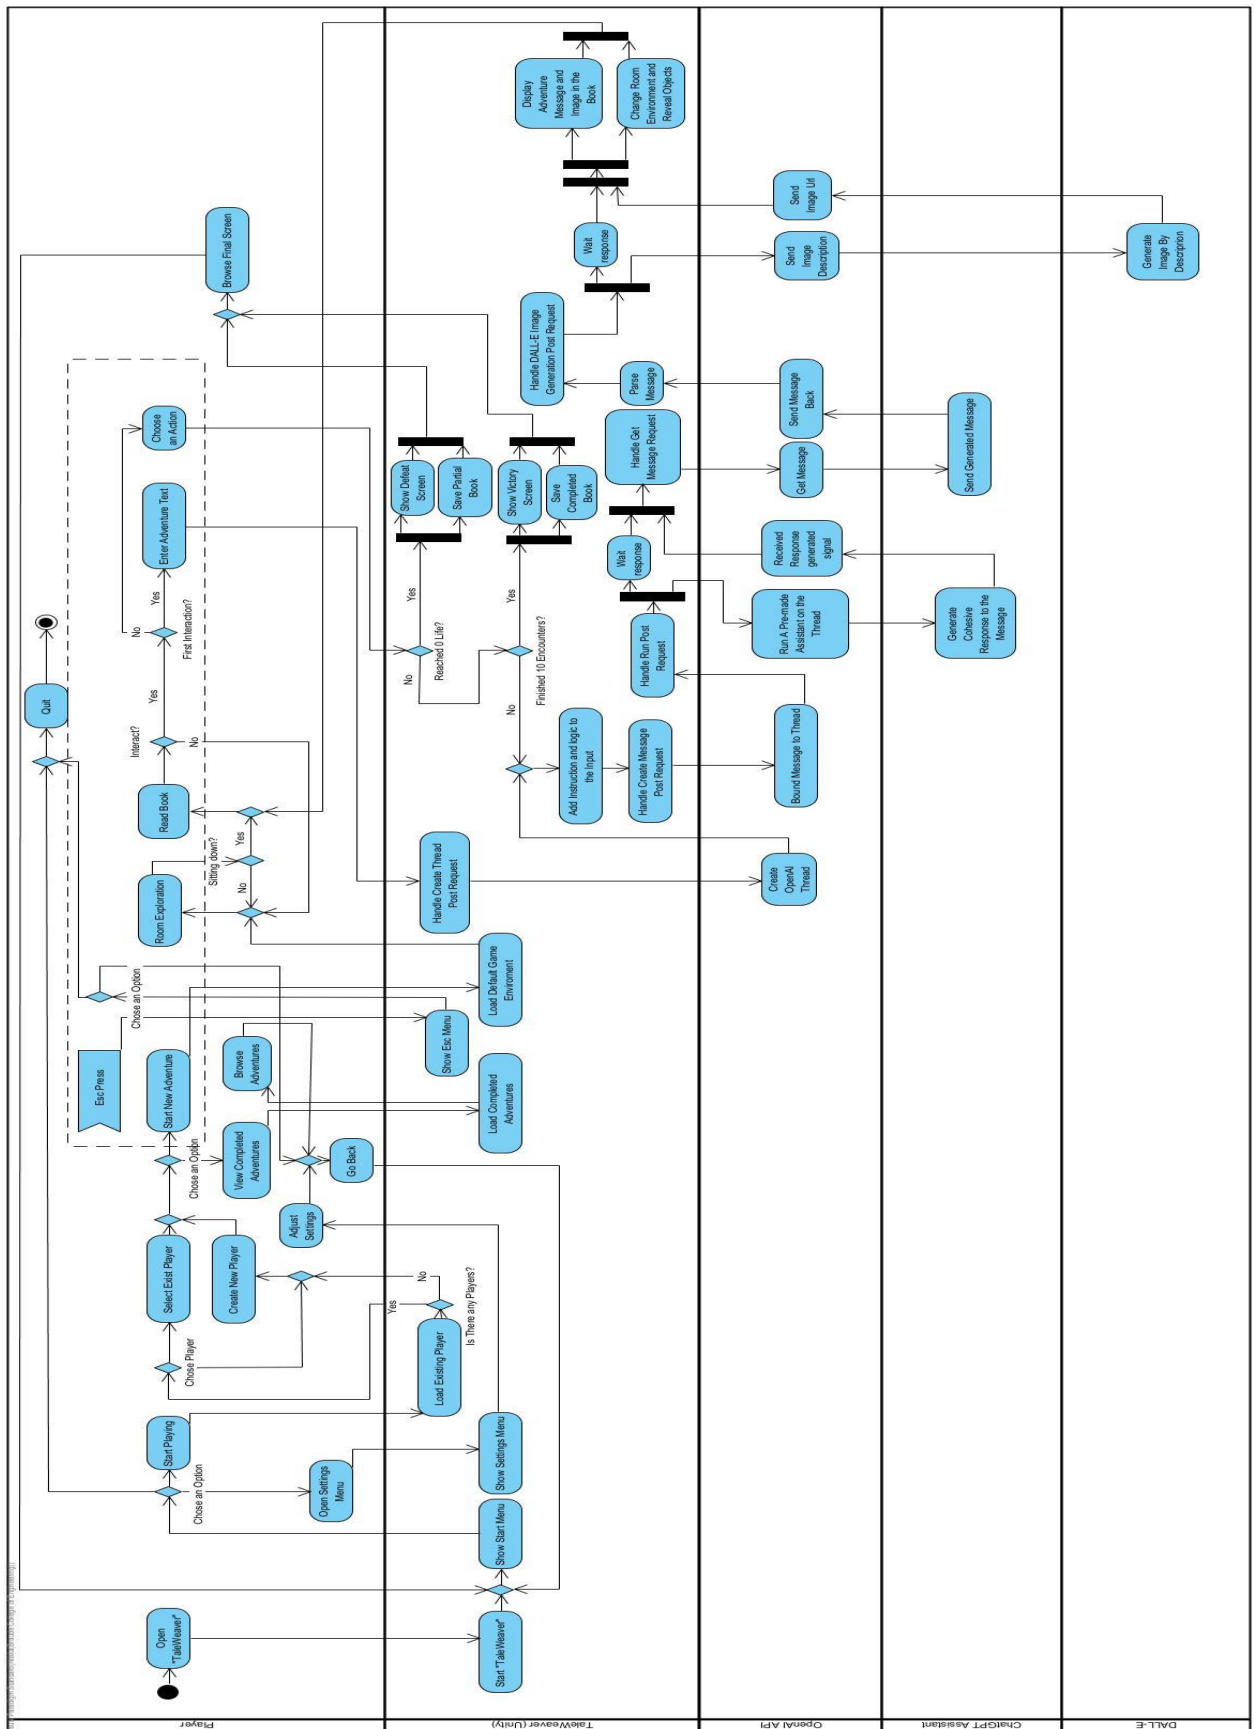 Player
Open
"TaleWeaver"
Chose an Option
Start Playing
Open Settings
Menu
Chose Player
Select Exist Player
Create New Player
Chose an Option
Start New Adventure
View Completed
Adventures
Browse
Adventures
Adjust
Settings
Go Back
Esc Press
Chose an Option
Room Exploration
Sitting down?
No
Yes
Read Book
Interact?
No
Yes
First Interaction?
No
Yes
Enter Adventure Text
Choose
an Action
Quit
Browse Final Screen
TaleWeaver (Unity)
Start "TaleWeaver"
Show Start Menu
Show Settings Menu
Load Existing Player
Is There any Players?
Yes
No
Load Completed
Adventures
Show Esc Menu
Load Default Game
Enviroment
Handle Create Thread
Post Request
Reached 0 Life?
No
Yes
Show Defeat
Screen
Save Partial
Book
Finished 10 Encounters?
No
Yes
Show Victory
Screen
Save
Completed
Book
Add Instruction and logic to
the Input
Handle Create Message
Post Request
Handle Run Post
Request
Wait
response
Handle Get
Message Request
Parse
Message
Handle DALL-E Image
Generation Post Request
Wait
response
Display
Adventure
Message and
Image in the
Book
Change Room
Environment and
Reveal Objects
OpenAI API
Create
OpenAI
Thread
Bound Message to Thread
Run A Pre-made
Assistant on the
Thread
Received
Response
generated
signal
Get Message
Send Message
Back
Send
Image
Description
Send
Image Url
ChatGPT Assistant
Generate
Cohesive
Response to the
Message
Send Generated Message
DALL-E
Generate
Image By
Descriprion